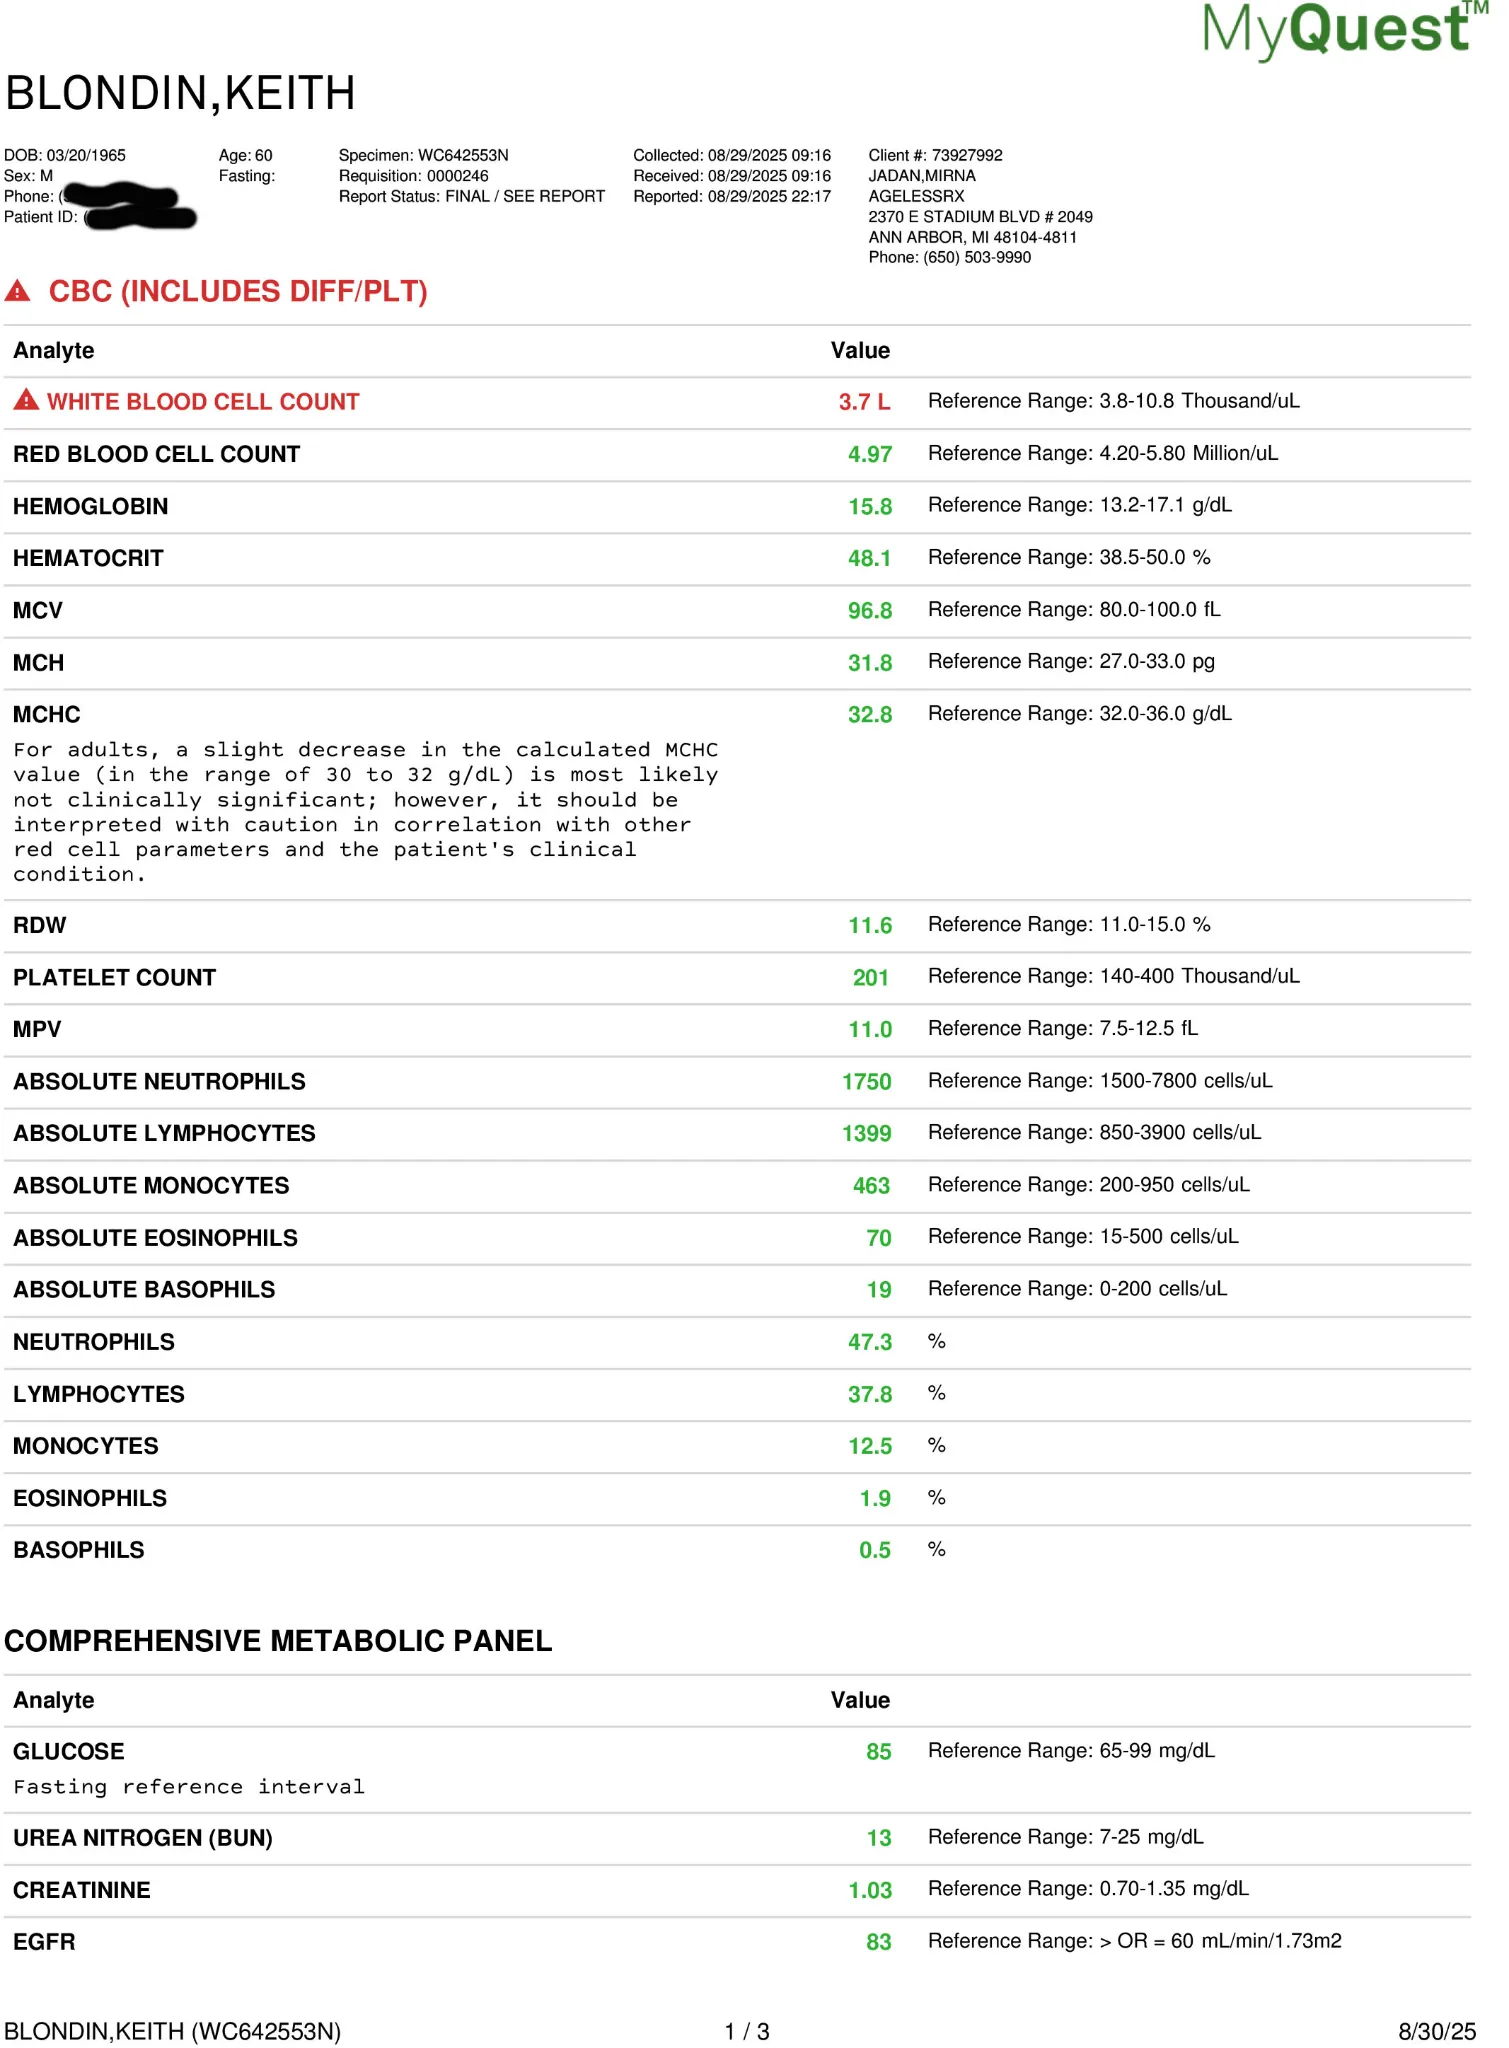 MyQuest™
BLONDIN,KEITH
DOB: 03/20/1965
Sex: M
Phone: (
Patient ID: (
Age: 60
Fasting:
Specimen: WC642553N
Requisition: 0000246
Report Status: FINAL / SEE REPORT
Collected: 08/29/2025 09:16
Received: 08/29/2025 09:16
Reported: 08/29/2025 22:17
Client #: 73927992
JADAN,MIRNA
AGELESSRX
2370 E STADIUM BLVD # 2049
ANN ARBOR, MI 48104-4811
Phone: (650) 503-9990
CBC (INCLUDES DIFF/PLT)
Analyte Value
WHITE BLOOD CELL COUNT 3.7 L Reference Range: 3.8-10.8 Thousand/uL
RED BLOOD CELL COUNT 4.97 Reference Range: 4.20-5.80 Million/uL
HEMOGLOBIN 15.8 Reference Range: 13.2-17.1 g/dL
HEMATOCRIT 48.1 Reference Range: 38.5-50.0 %
MCV 96.8 Reference Range: 80.0-100.0 fL
MCH 31.8 Reference Range: 27.0-33.0 pg
MCHC 32.8 Reference Range: 32.0-36.0 g/dL
For adults, a slight decrease in the calculated MCHC
value (in the range of 30 to 32 g/dL) is most likely
not clinically significant; however, it should be
interpreted with caution in correlation with other
red cell parameters and the patient's clinical
condition.
RDW 11.6 Reference Range: 11.0-15.0 %
PLATELET COUNT 201 Reference Range: 140-400 Thousand/uL
MPV 11.0 Reference Range: 7.5-12.5 fL
ABSOLUTE NEUTROPHILS 1750 Reference Range: 1500-7800 cells/uL
ABSOLUTE LYMPHOCYTES 1399 Reference Range: 850-3900 cells/uL
ABSOLUTE MONOCYTES 463 Reference Range: 200-950 cells/uL
ABSOLUTE EOSINOPHILS 70 Reference Range: 15-500 cells/uL
ABSOLUTE BASOPHILS 19 Reference Range: 0-200 cells/uL
NEUTROPHILS 47.3 %
LYMPHOCYTES 37.8 %
MONOCYTES 12.5 %
EOSINOPHILS 1.9 %
BASOPHILS 0.5 %
COMPREHENSIVE METABOLIC PANEL
Analyte Value
GLUCOSE 85 Reference Range: 65-99 mg/dL
Fasting reference interval
UREA NITROGEN (BUN) 13 Reference Range: 7-25 mg/dL
CREATININE 1.03 Reference Range: 0.70-1.35 mg/dL
EGFR 83 Reference Range: > OR = 60 mL/min/1.73m2
BLONDIN,KEITH (WC642553N) 1 / 3 8/30/25